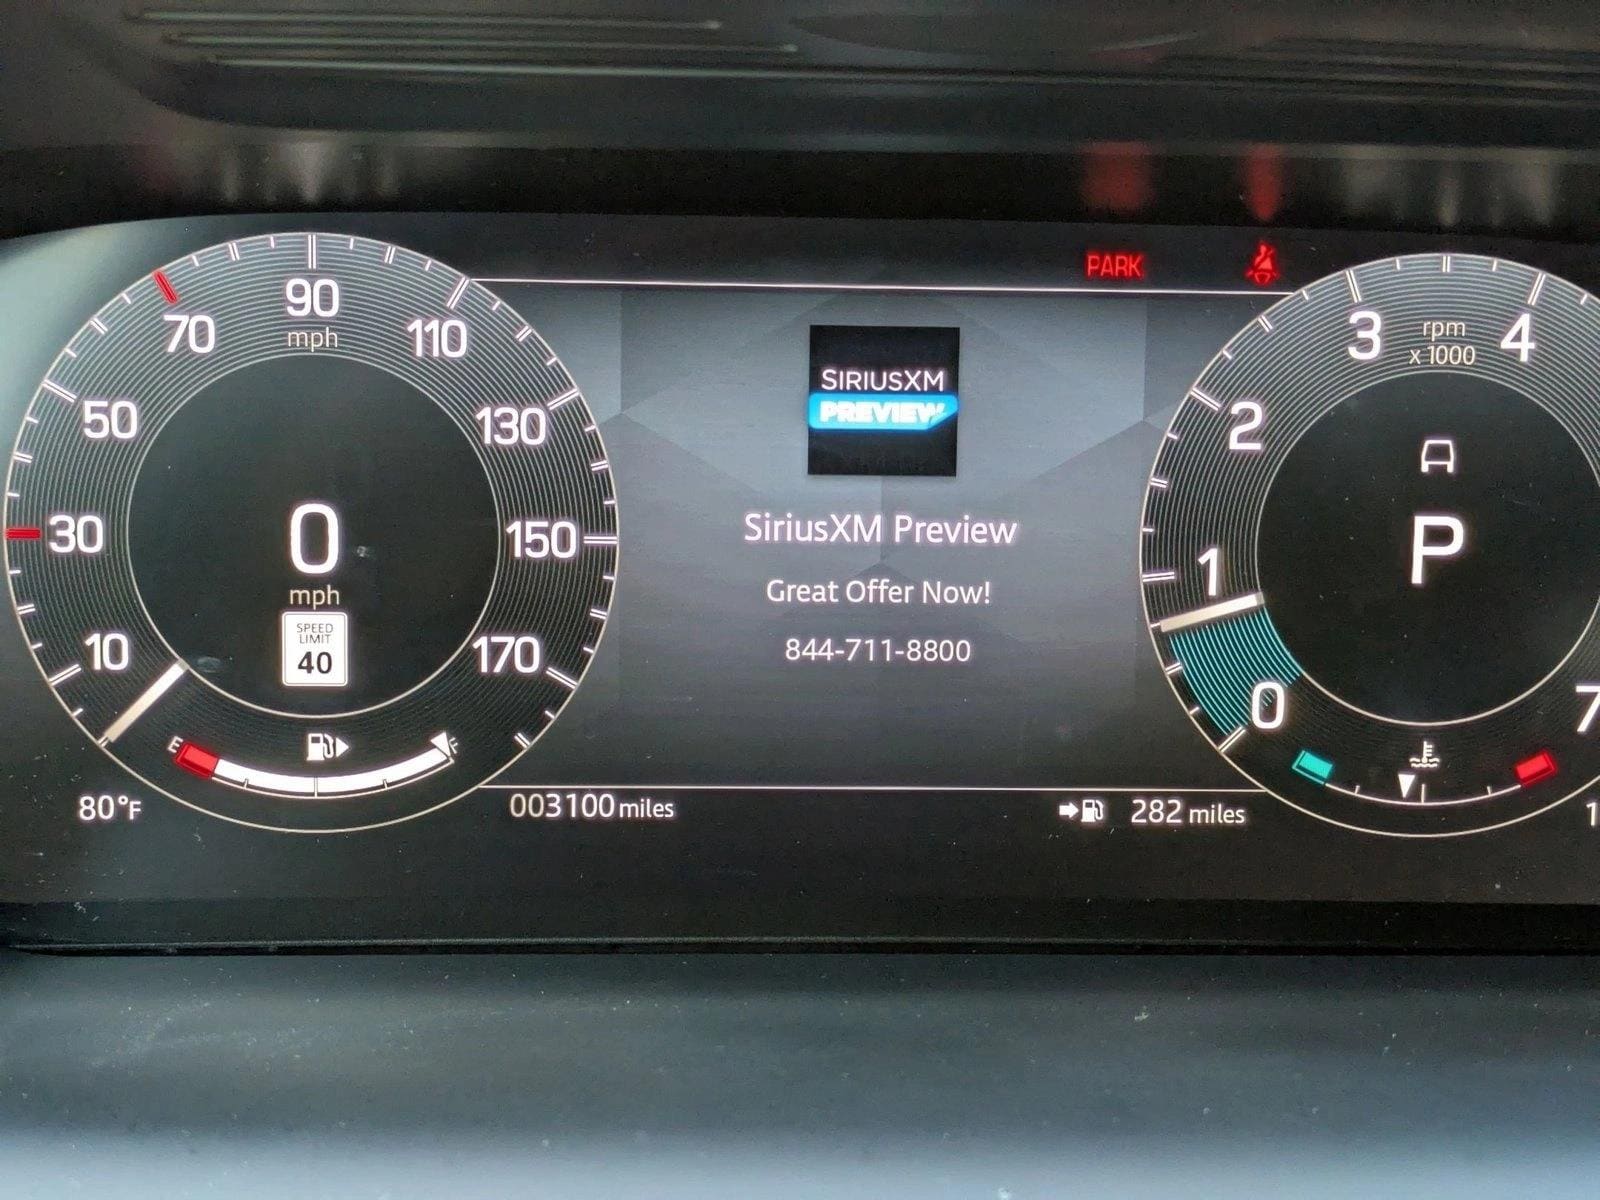 PARK
90
mph
70
110
50
130
30
150
10
170
0
mph
SPEED
LIMIT
40
E
F
80°F
003100 miles
SIRIUSXM
PREVIEW
SiriusXM Preview
Great Offer Now!
844-711-8800
282 miles
3
rpm
x 1000
4
2
1
0
7
P